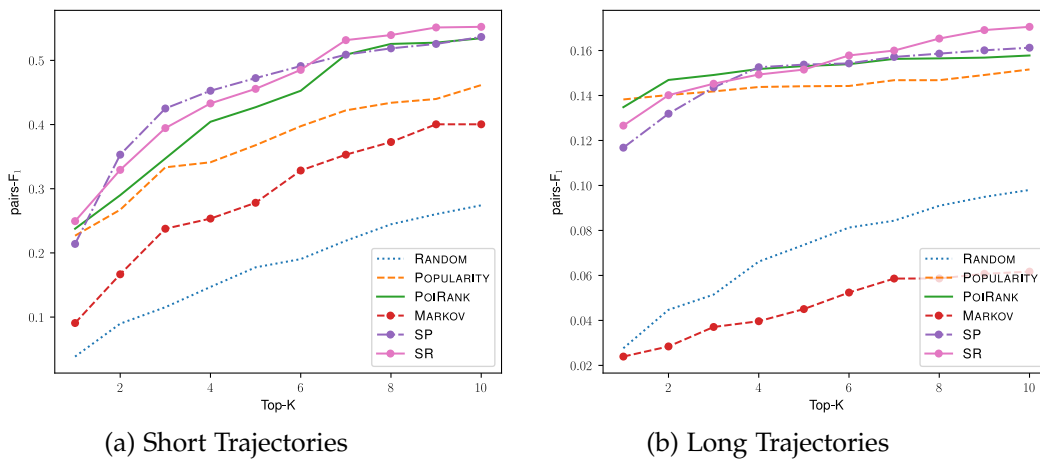 0.5
0.4
0.3
0.2
0.1
pairs-F₁
2
4
6
8
10
Top-K
RANDOM
POPULARITY
POIRANK
MARKOV
SP
SR
(a) Short Trajectories
0.16
0.14
0.12
0.10
0.08
0.06
0.04
0.02
pairs-F₁
2
4
6
8
10
Top-K
RANDOM
POPULARITY
POIRANK
MARKOV
SP
SR
(b) Long Trajectories